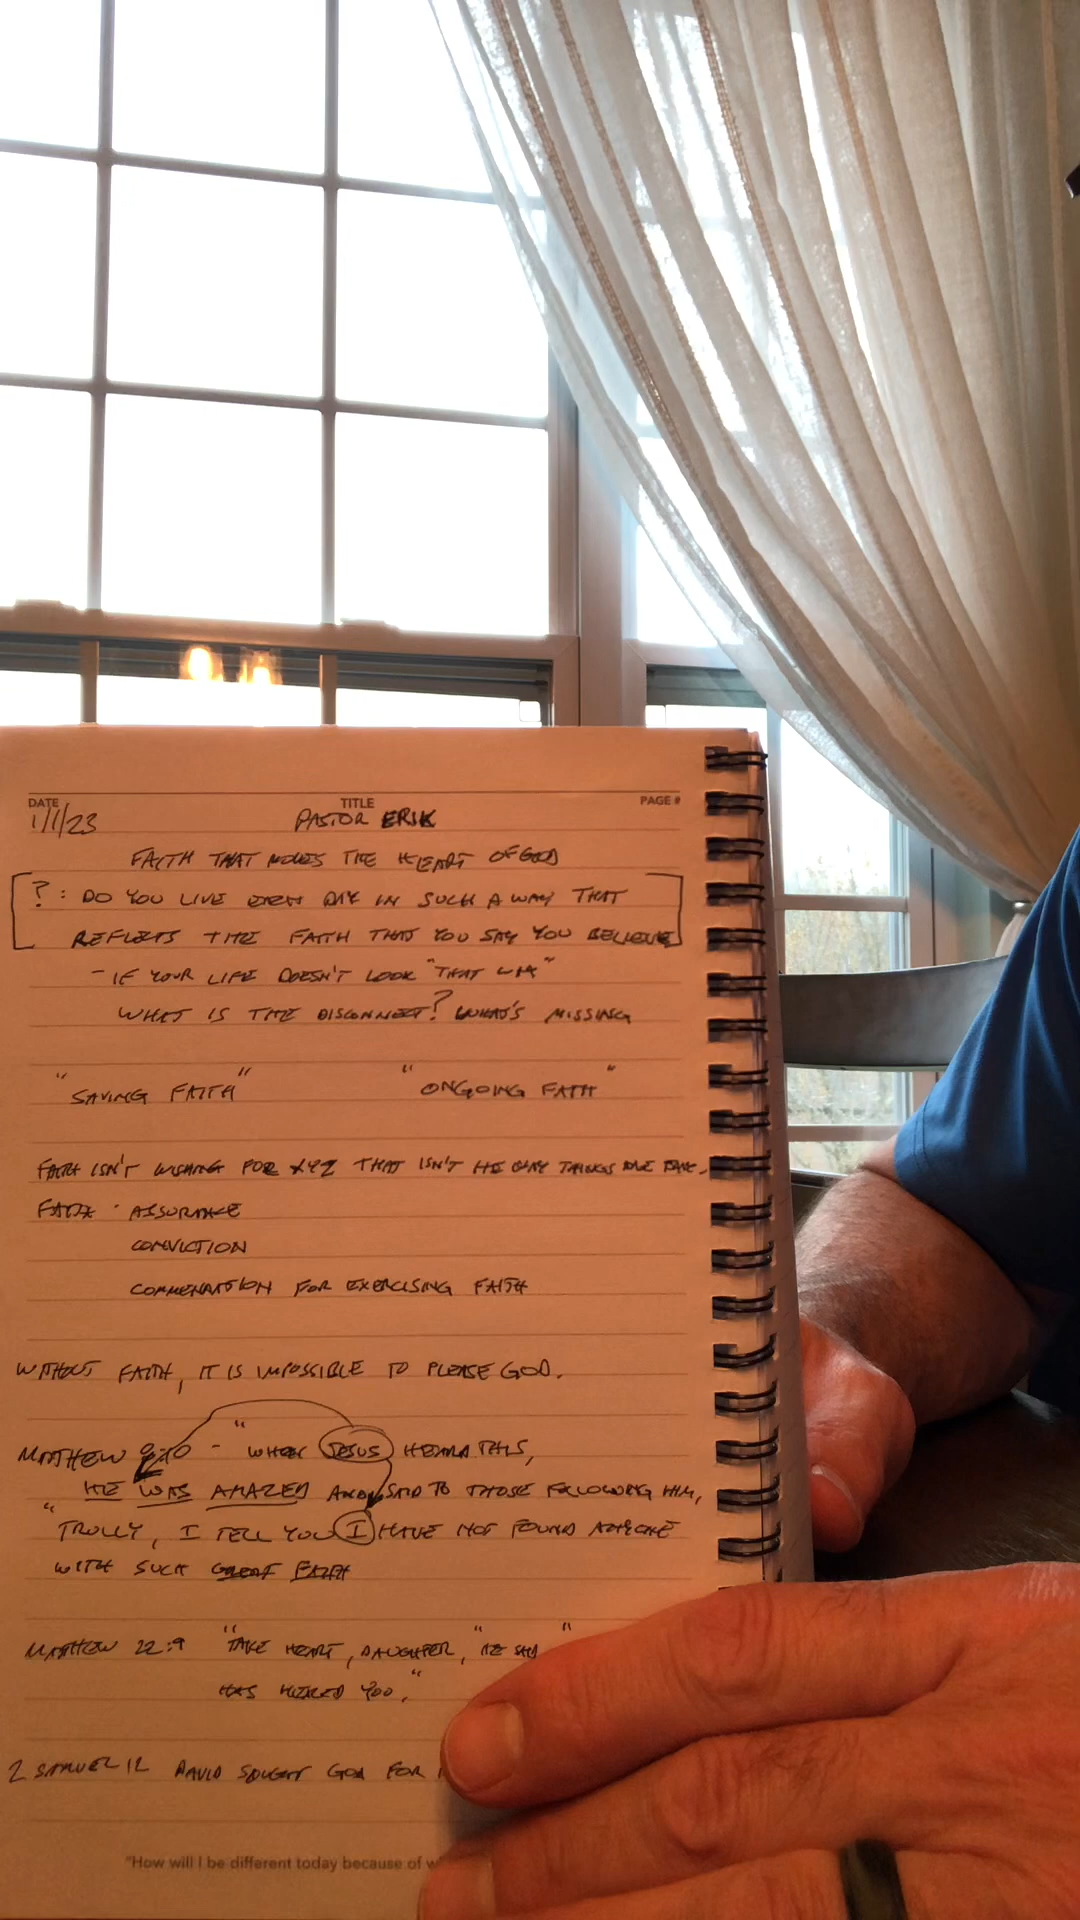 DATE TITLE PAGE #
1/1/23 PASTOR ERIK
FAITH THAT MOVES THE HEART OF GOD
?: DO YOU LIVE EACH DAY IN SUCH A WAY THAT
REFLECTS THE FAITH THAT YOU SAY YOU BELIEVE
- IF YOUR LIFE DOESN'T LOOK "THAT WAY"
WHAT IS THE DISCONNECT? WHAT'S MISSING
"SAVING FAITH" "ONGOING FAITH"
FAITH ISN'T WISHING FOR XYZ THAT ISN'T THE WAY THINGS ARE
FAITH - ASSURANCE
CONVICTION
COMMENDATION FOR EXERCISING FAITH
WITHOUT FAITH, IT IS IMPOSSIBLE TO PLEASE GOD.
MATTHEW - "WHEN JESUS HEARD THIS,
HE WAS AMAZED AND SAID TO THOSE FOLLOWING HIM,
"TRULLY, I TELL YOU I HAVE NOT FOUND ANYONE
WITH SUCH GREAT FAITH
MATTHEW 22:9 "TAKE HEART, DAUGHTER," "HE SAID "
HAS HEALED YOU."
2 SAMUEL 12 DAVID SOUGHT GOD FOR
"How will I be different today because of